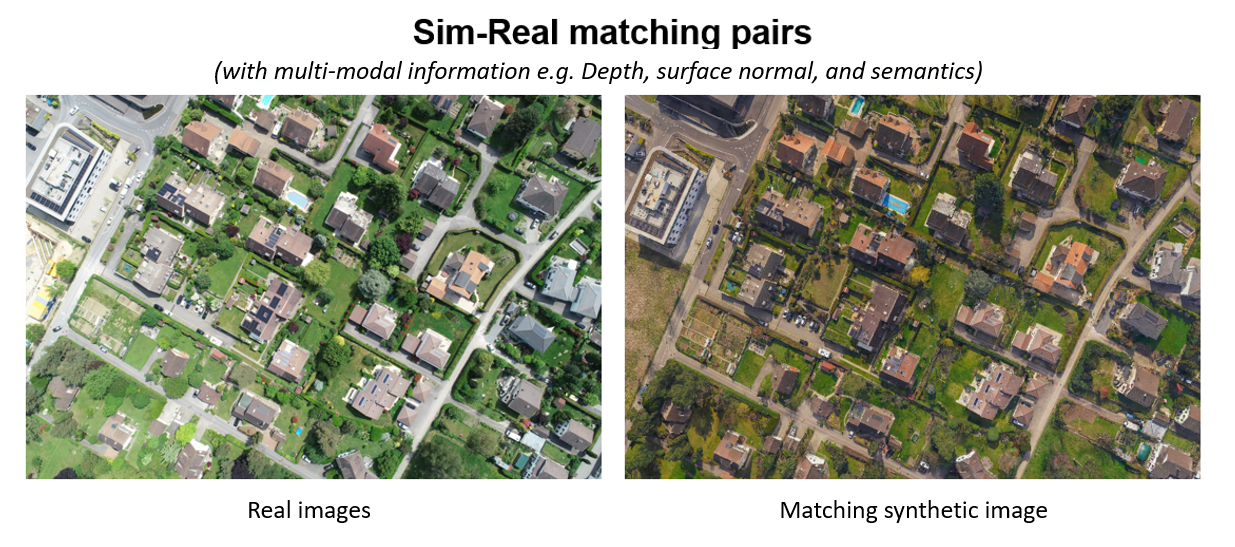 Sim-Real matching pairs
(with multi-modal information e.g. Depth, surface normal, and semantics)
Real images
Matching synthetic image